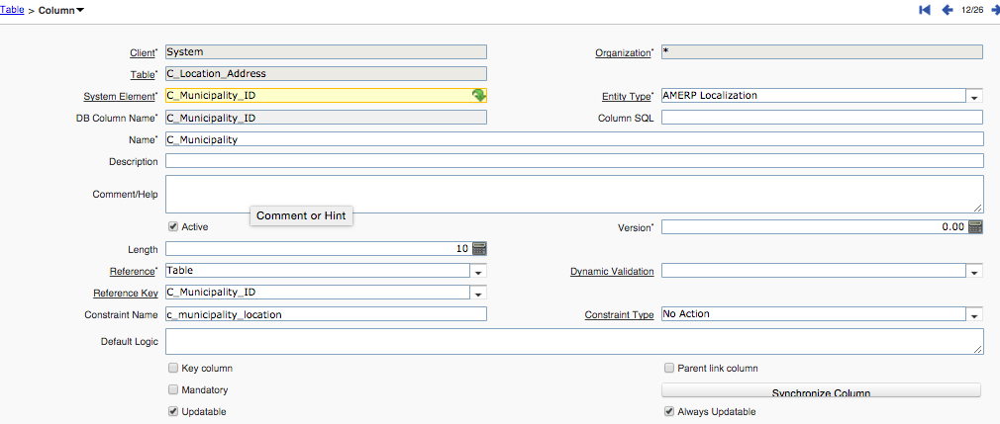 Table > Column 12/26
Client* System Organization* *
Table* C_Location_Address
System Element* C_Municipality_ID Entity Type* AMERP Localization
DB Column Name* C_Municipality_ID Column SQL
Name* C_Municipality
Description
Comment/Help
Comment or Hint
Active Version* 0.00
Length 10
Reference* Table Dynamic Validation
Reference Key C_Municipality_ID
Constraint Name c_municipality_location Constraint Type No Action
Default Logic
Key column Parent link column
Mandatory Synchronize Column
Updatable Always Updatable